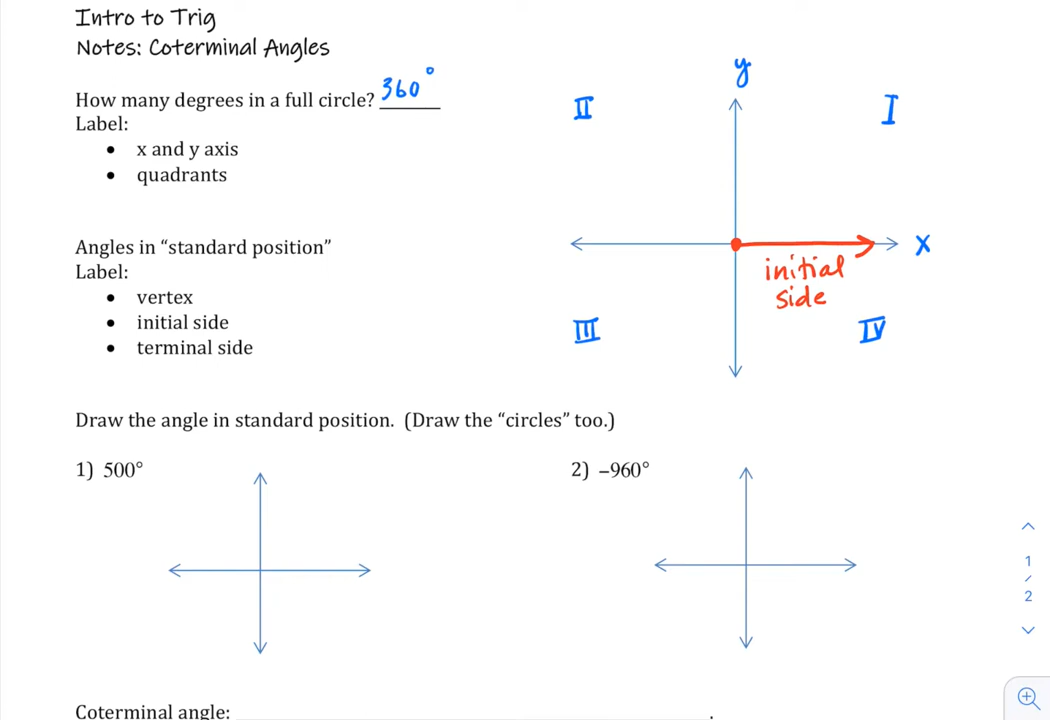 Intro to Trig
Notes: Coterminal Angles
How many degrees in a full circle? 360°
Label:
• x and y axis
• quadrants
Angles in “standard position”
Label:
• vertex
• initial side
• terminal side
y
II
I
x
initial
side
III
IV
Draw the angle in standard position. (Draw the “circles” too.)
1) 500°
2) –960°
1
/
2
Coterminal angle: ______________________________.